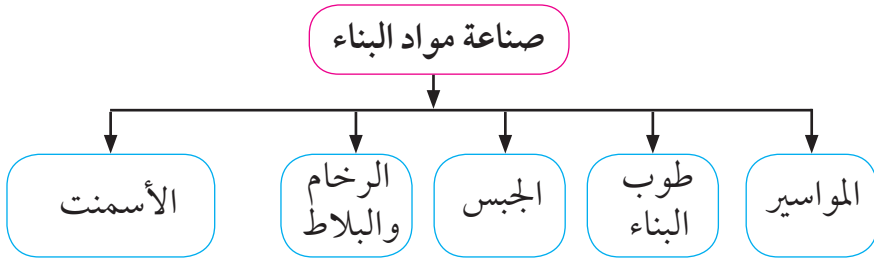 صناعة مواد البناء
المواسير
طوب
البناء
الجبس
الرخام
والبلاط
الأسمنت